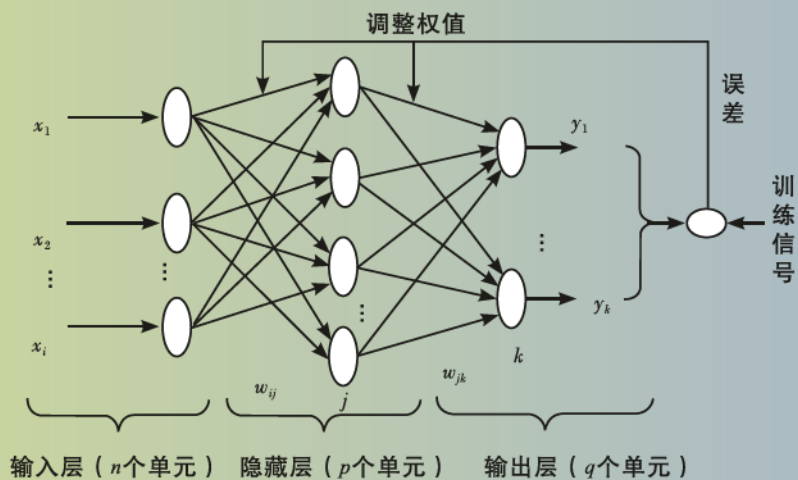 调整权值
误差
训练信号
x₁
x₂
⋮
xᵢ
⋮
⋮
⋮
y₁
yₖ
k
wᵢⱼ
j
wⱼₖ
输入层（n个单元）
隐藏层（p个单元）
输出层（q个单元）